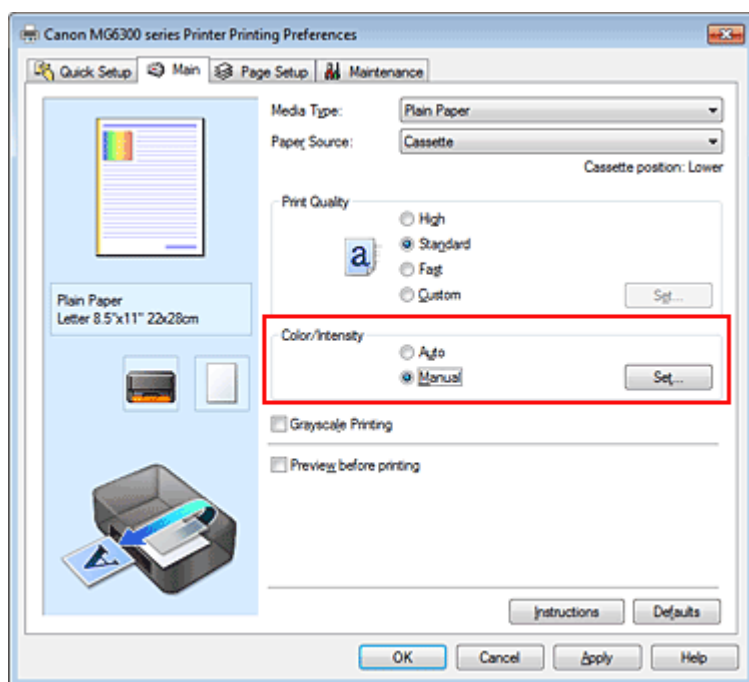 Canon MG6300 series Printer Printing Preferences
Quick Setup Main Page Setup Maintenance
Media Type: Plain Paper
Paper Source: Cassette
Cassette position: Lower
Print Quality
High
a Standard
Fast
Custom Set...
Plain Paper
Letter 8.5"x11" 22x28cm
Color/Intensity
Auto
Manual Set...
Grayscale Printing
Preview before printing
A
Instructions Defaults
OK Cancel Apply Help